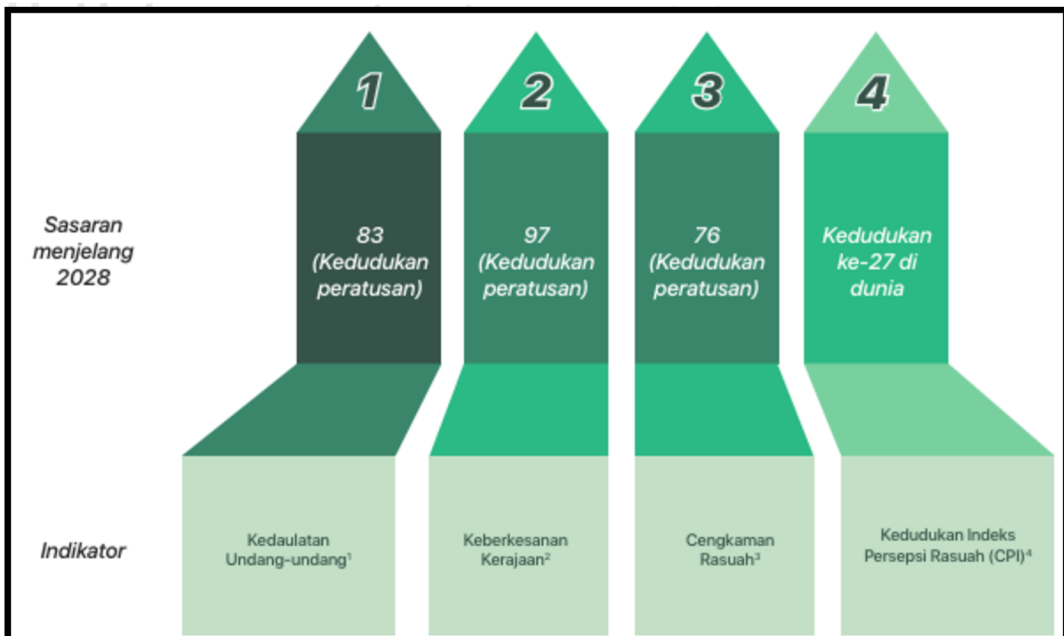 1
2
3
4
Sasaran
menjelang
2028
83
(Kedudukan
peratusan)
97
(Kedudukan
peratusan)
76
(Kedudukan
peratusan)
Kedudukan
ke-27 di
dunia
Indikator
Kedaulatan
Undang-undang¹
Keberkesanan
Kerajaan²
Cengkaman
Rasuah³
Kedudukan Indeks
Persepsi Rasuah (CPI)⁴